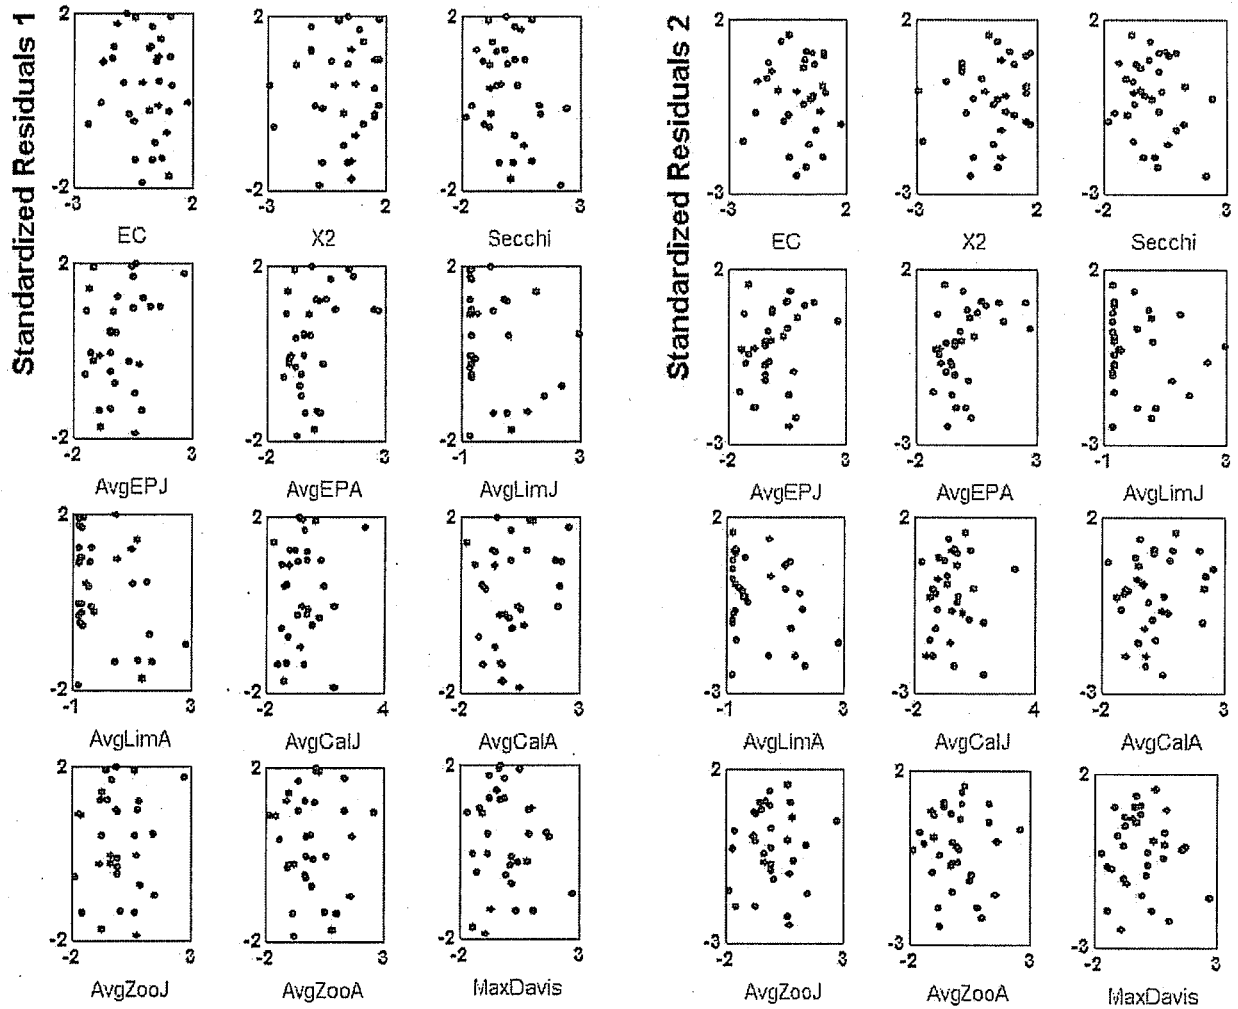 Standardized Residuals 1
2
-2
-3 2
EC
2
-2
-3 2
X2
2
-2
-2 3
Secchi
2
-2
-2 3
AvgEPJ
2
-2
-2 3
AvgEPA
2
-2
-1 3
AvgLimJ
2
-2
-1 3
AvgLimA
2
-2
-2 4
AvgCalJ
2
-2
-2 3
AvgCalA
2
-2
-2 3
AvgZooJ
2
-2
-2 3
AvgZooA
2
-2
-2 3
MaxDavis
Standardized Residuals 2
2
-3
-3 2
EC
2
-3
-3 2
X2
2
-3
-2 3
Secchi
2
-3
-2 3
AvgEPJ
2
-3
-2 3
AvgEPA
2
-3
-1 3
AvgLimJ
2
-3
-1 3
AvgLimA
2
-3
-2 4
AvgCalJ
2
-3
-2 3
AvgCalA
2
-3
-2 3
AvgZooJ
2
-3
-2 3
AvgZooA
2
-3
-2 3
MaxDavis